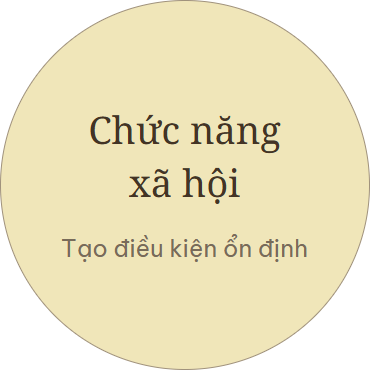 Chức năng
xã hội
Tạo điều kiện ổn định